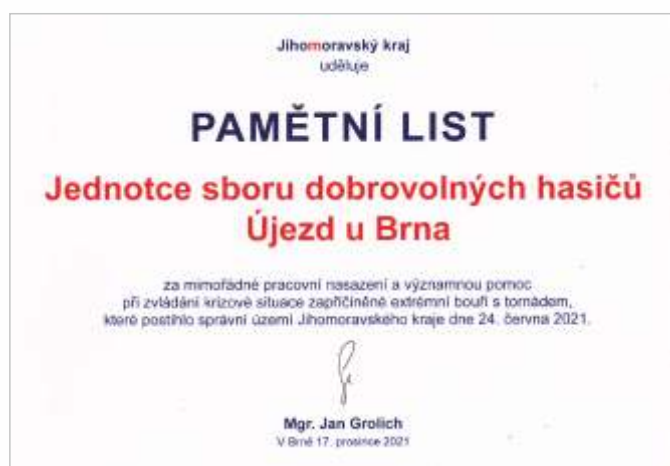 Jihomoravský kraj
uděluje
PAMĚTNÍ LIST
Jednotce sboru dobrovolných hasičů
Újezd u Brna
za mimořádné pracovní nasazení a významnou pomoc
při zvládání krizové situace zapříčiněné extrémní bouří s tornádem,
které postihlo správní území Jihomoravského kraje dne 24. června 2021.
Mgr. Jan Grolich
V Brně 17. prosince 2021